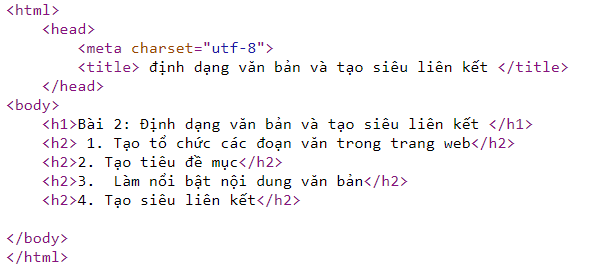 <html>
<head>
<meta charset="utf-8">
<title> định dạng văn bản và tạo siêu liên kết </title>
</head>
<body>
<h1>Bài 2: Định dạng văn bản và tạo siêu liên kết </h1>
<h2> 1. Tạo tổ chức các đoạn văn trong trang web</h2>
<h2>2. Tạo tiêu đề mục</h2>
<h2>3.  Làm nổi bật nội dung văn bản</h2>
<h2>4. Tạo siêu liên kết</h2>
</body>
</html>